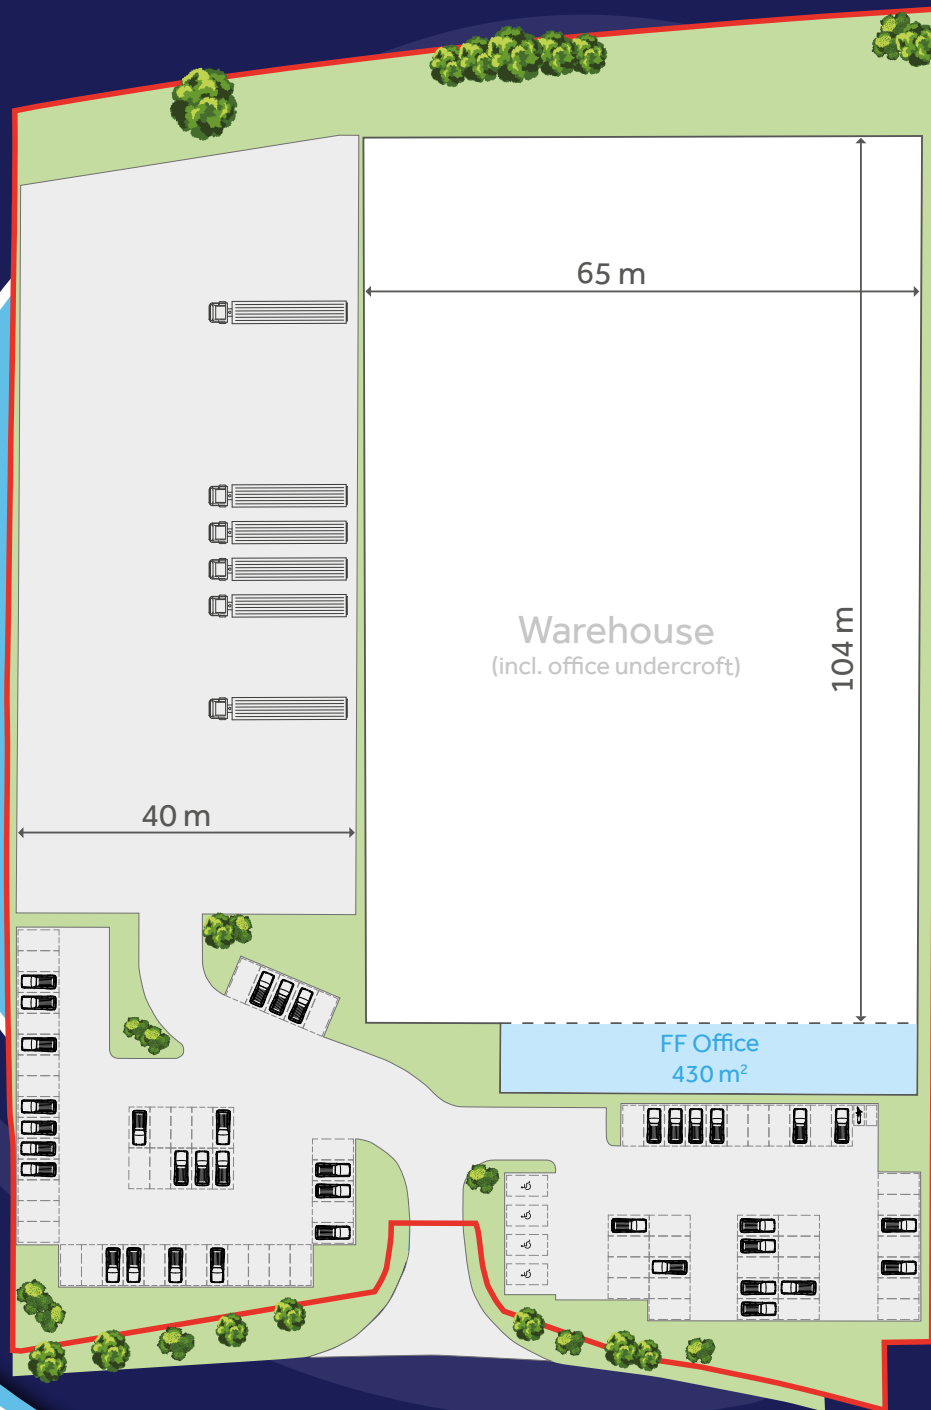 65 m
Warehouse
(incl. office undercroft)
104 m
40 m
FF Office
430 m²